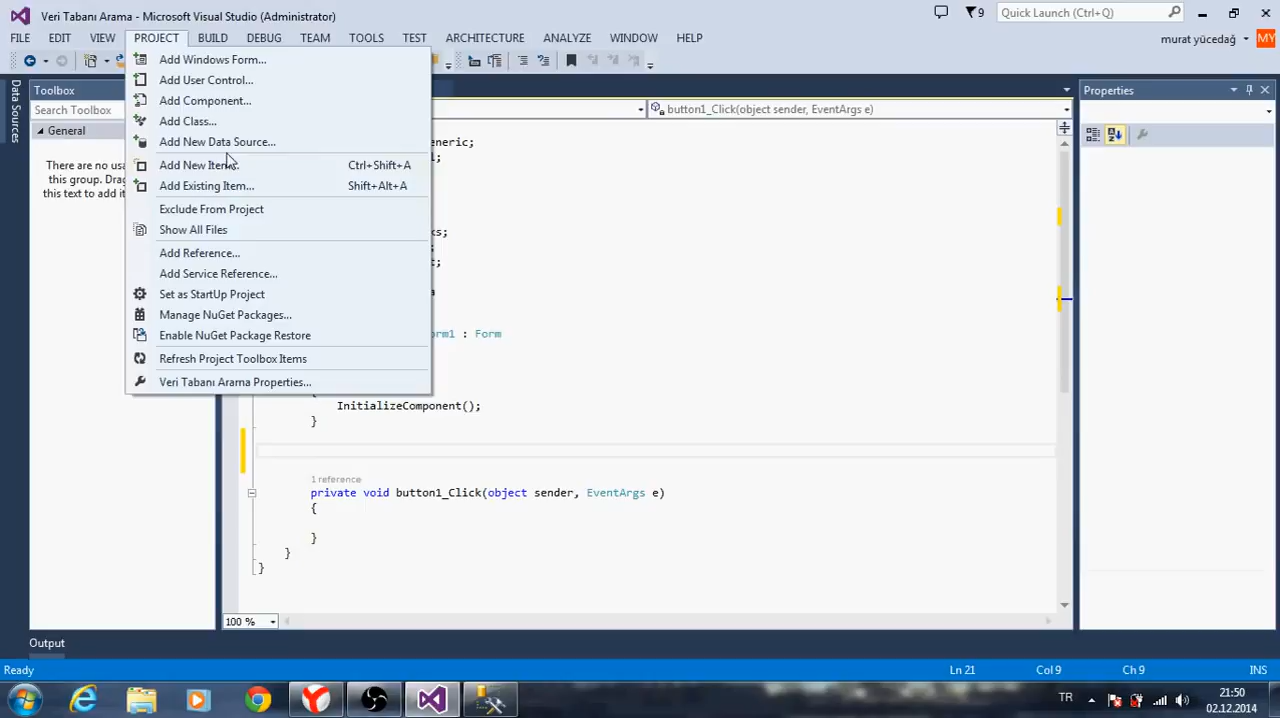 Veri Tabanı Arama - Microsoft Visual Studio (Administrator)
9
Quick Launch (Ctrl+Q)
FILE EDIT VIEW PROJECT BUILD DEBUG TEAM TOOLS TEST ARCHITECTURE ANALYZE WINDOW HELP
murat yücedağ
MY
Data Sources
Toolbox
Search Toolbox
General
There are no
this group. Drag
this text to add
Add Windows Form...
Add User Control...
Add Component...
Add Class...
Add New Data Source...
Add New Item... Ctrl+Shift+A
Add Existing Item... Shift+Alt+A
Exclude From Project
Show All Files
Add Reference...
Add Service Reference...
Set as StartUp Project
Manage NuGet Packages...
Enable NuGet Package Restore
Refresh Project Toolbox Items
Veri Tabanı Arama Properties...
button1_Click(object sender, EventArgs e)
: Form
{
InitializeComponent();
}
1 reference
private void button1_Click(object sender, EventArgs e)
{
}
}
}
100 %
Properties
Output
Ready
Ln 21 Col 9 Ch 9 INS
TR
21:50
02.12.2014